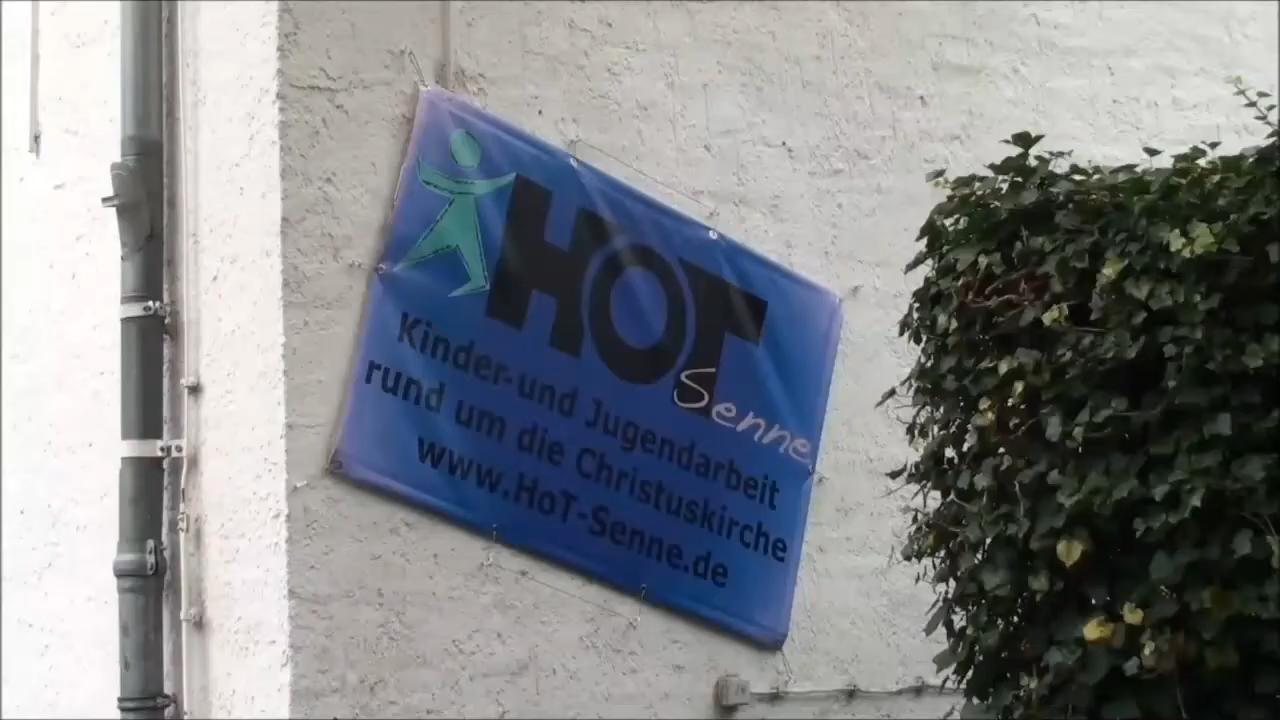 HOT
Senne
Kinder- und Jugendarbeit
rund um die Christuskirche
www.HoT-Senne.de